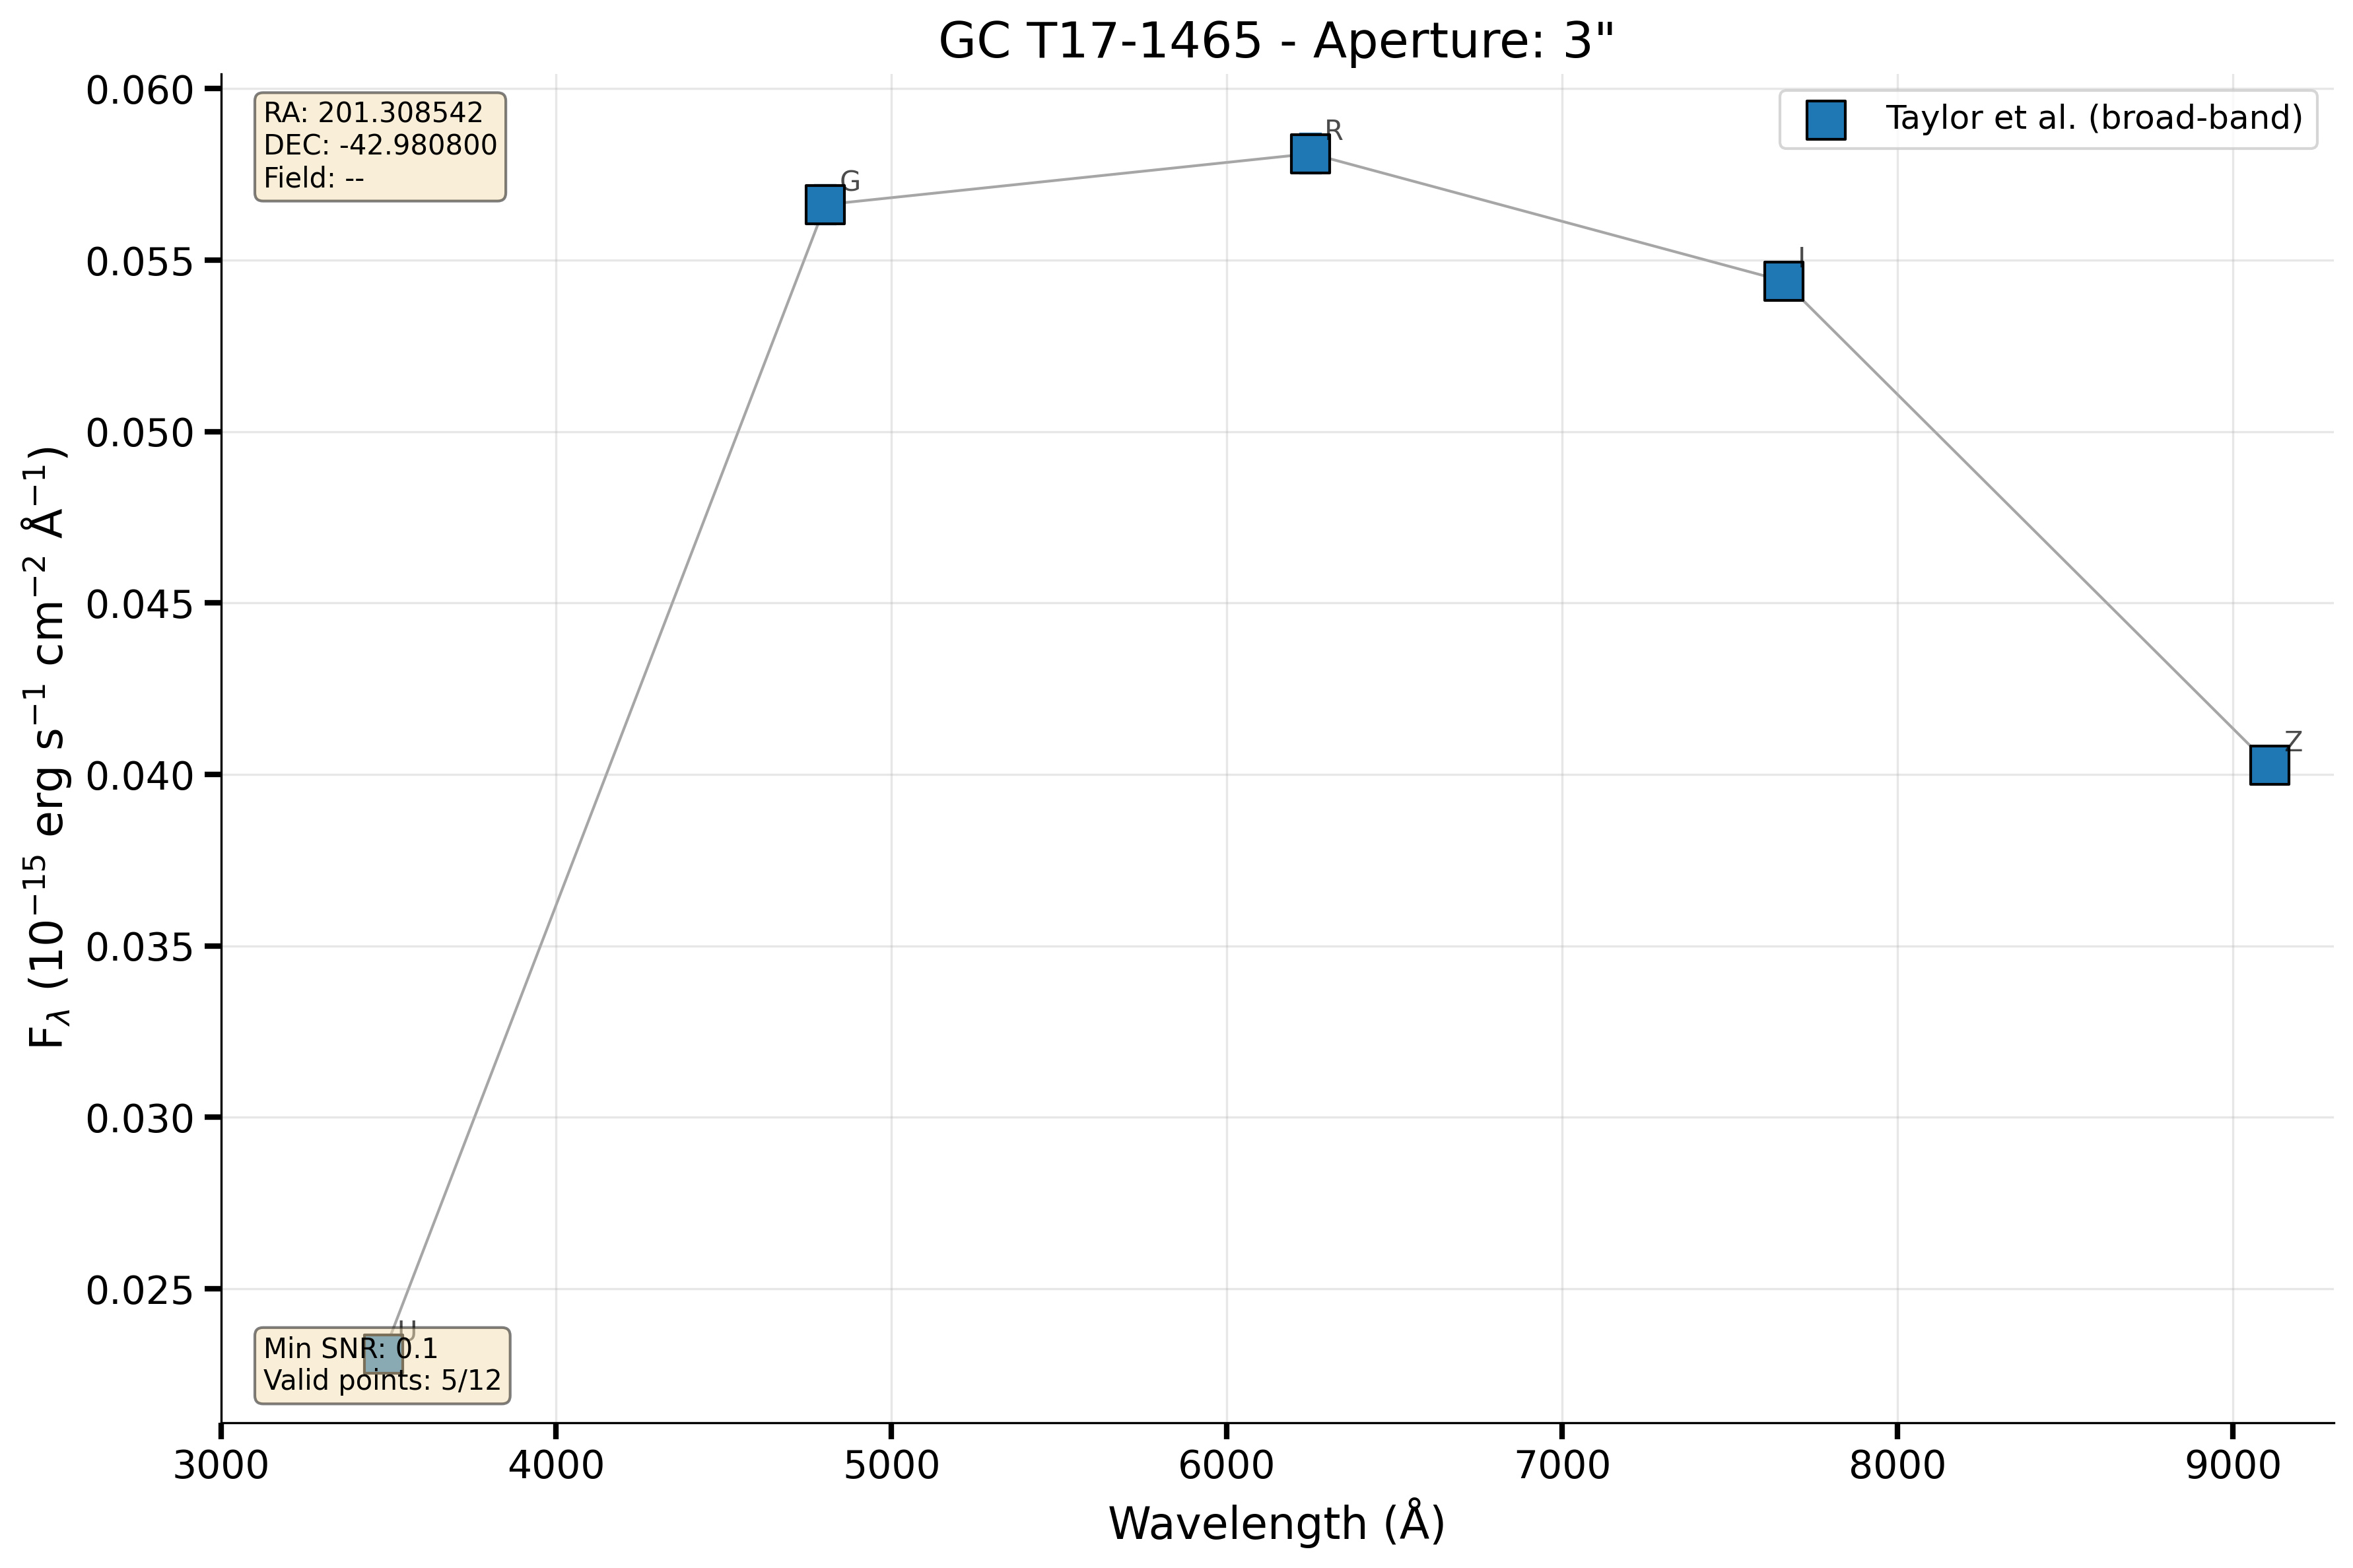 GC T17-1465 - Aperture: 3"
RA: 201.308542
DEC: -42.980800
Field: --
Taylor et al. (broad-band)
G
R
I
Z
U
Min SNR: 0.1
Valid points: 5/12
0.060
0.055
0.050
0.045
0.040
0.035
0.030
0.025
F_λ (10⁻¹⁵ erg s⁻¹ cm⁻² Å⁻¹)
3000 4000 5000 6000 7000 8000 9000
Wavelength (Å)